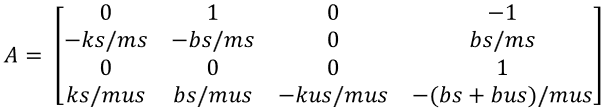 0 1 0 −1
−ks/ms −bs/ms 0 bs/ms
A = 0 0 0 1
ks/mus bs/mus −kus/mus −(bs + bus)/mus